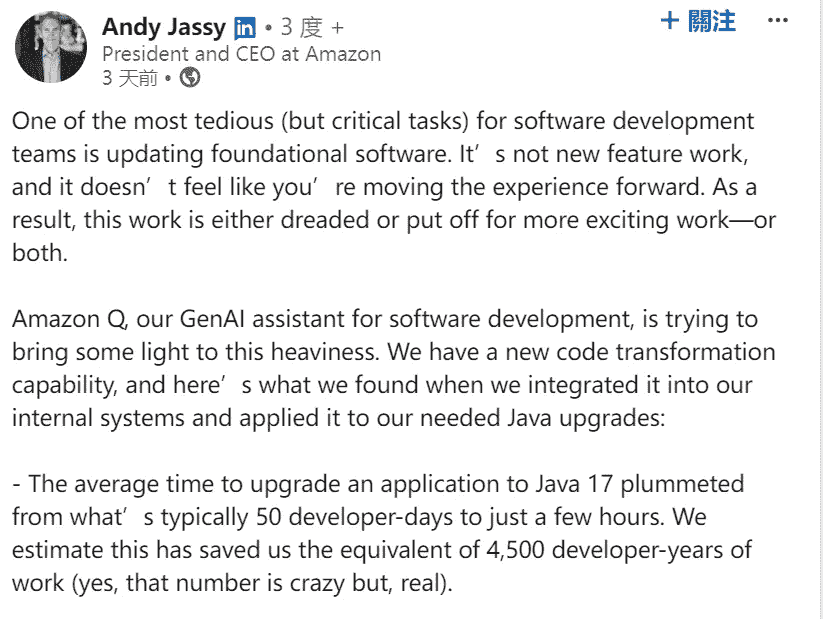 Andy Jassy in • 3 度 +
+ 關注 ···
President and CEO at Amazon
3 天前 •
One of the most tedious (but critical tasks) for software development
teams is updating foundational software. It’s not new feature work,
and it doesn’t feel like you’re moving the experience forward. As a
result, this work is either dreaded or put off for more exciting work—or
both.
Amazon Q, our GenAI assistant for software development, is trying to
bring some light to this heaviness. We have a new code transformation
capability, and here’s what we found when we integrated it into our
internal systems and applied it to our needed Java upgrades:
- The average time to upgrade an application to Java 17 plummeted
from what’s typically 50 developer-days to just a few hours. We
estimate this has saved us the equivalent of 4,500 developer-years of
work (yes, that number is crazy but, real).